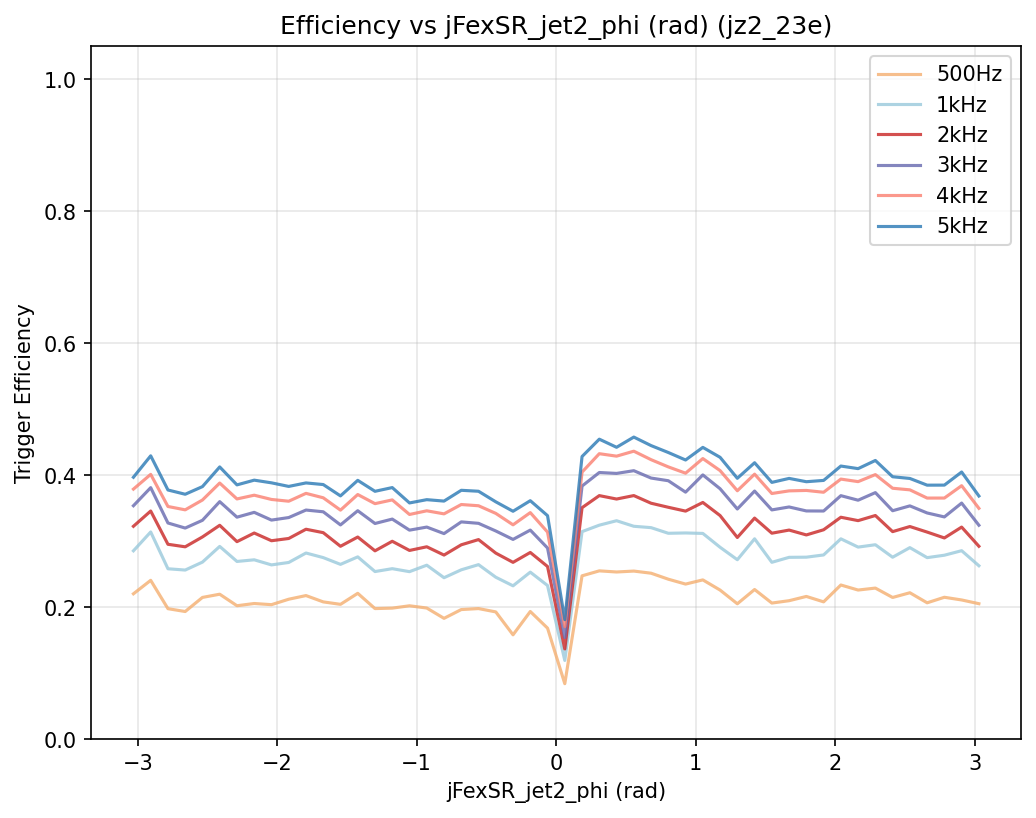 Efficiency vs jFexSR_jet2_phi (rad) (jz2_23e)
1.0
0.8
0.6
0.4
0.2
0.0
Trigger Efficiency
500Hz
1kHz
2kHz
3kHz
4kHz
5kHz
−3 −2 −1 0 1 2 3
jFexSR_jet2_phi (rad)